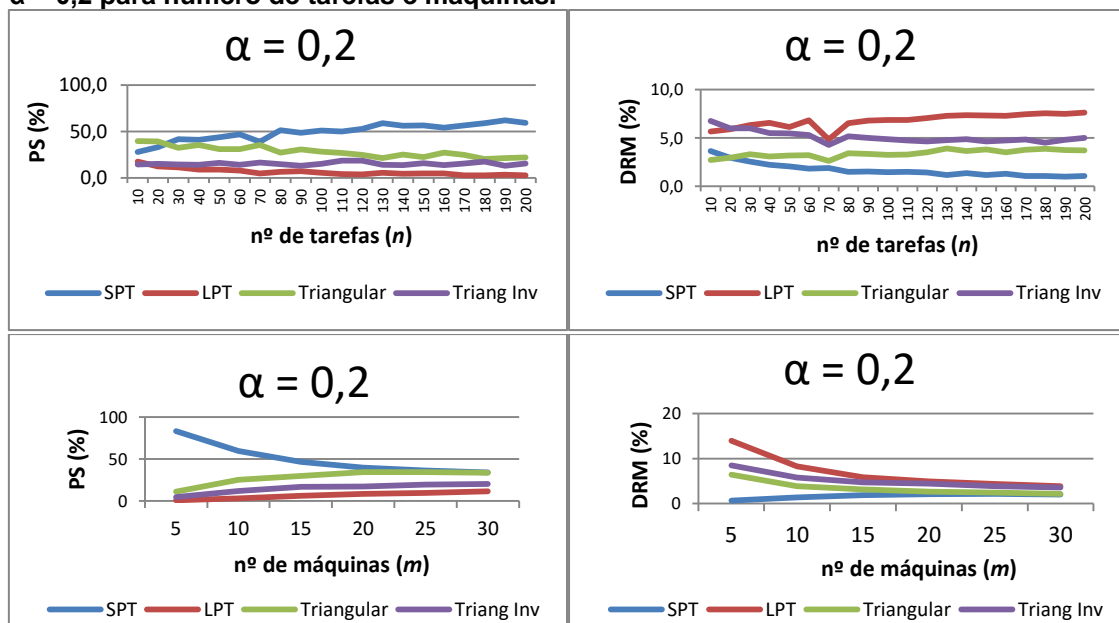 α = 0,2 para número de tarefas e máquinas.
α = 0,2
PS (%)
100,0
50,0
0,0
10 20 30 40 50 60 70 80 90 100 110 120 130 140 150 160 170 180 190 200
nº de tarefas (n)
SPT LPT Triangular Triang Inv
α = 0,2
DRM (%)
10,0
5,0
0,0
10 20 30 40 50 60 70 80 90 100 110 120 130 140 150 160 170 180 190 200
nº de tarefas (n)
SPT LPT Triangular Triang Inv
α = 0,2
PS (%)
100
50
0
5 10 15 20 25 30
nº de máquinas (m)
SPT LPT Triangular Triang Inv
α = 0,2
DRM (%)
20
10
0
5 10 15 20 25 30
nº de máquinas (m)
SPT LPT Triangular Triang Inv